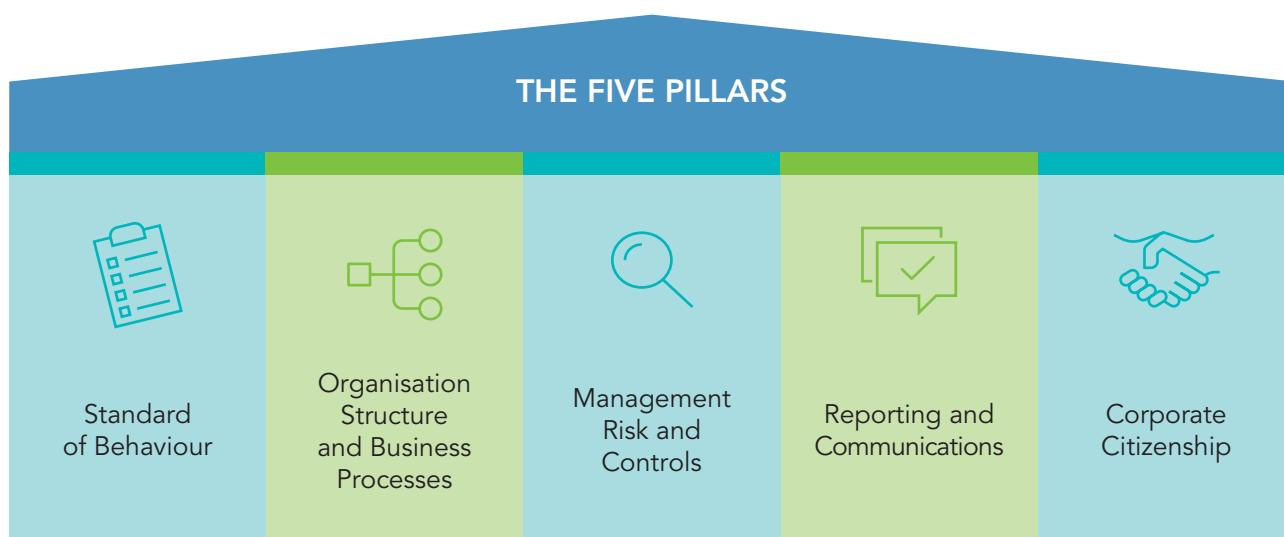 THE FIVE PILLARS
Standard
of Behaviour
Organisation
Structure
and Business
Processes
Management
Risk and
Controls
Reporting and
Communications
Corporate
Citizenship